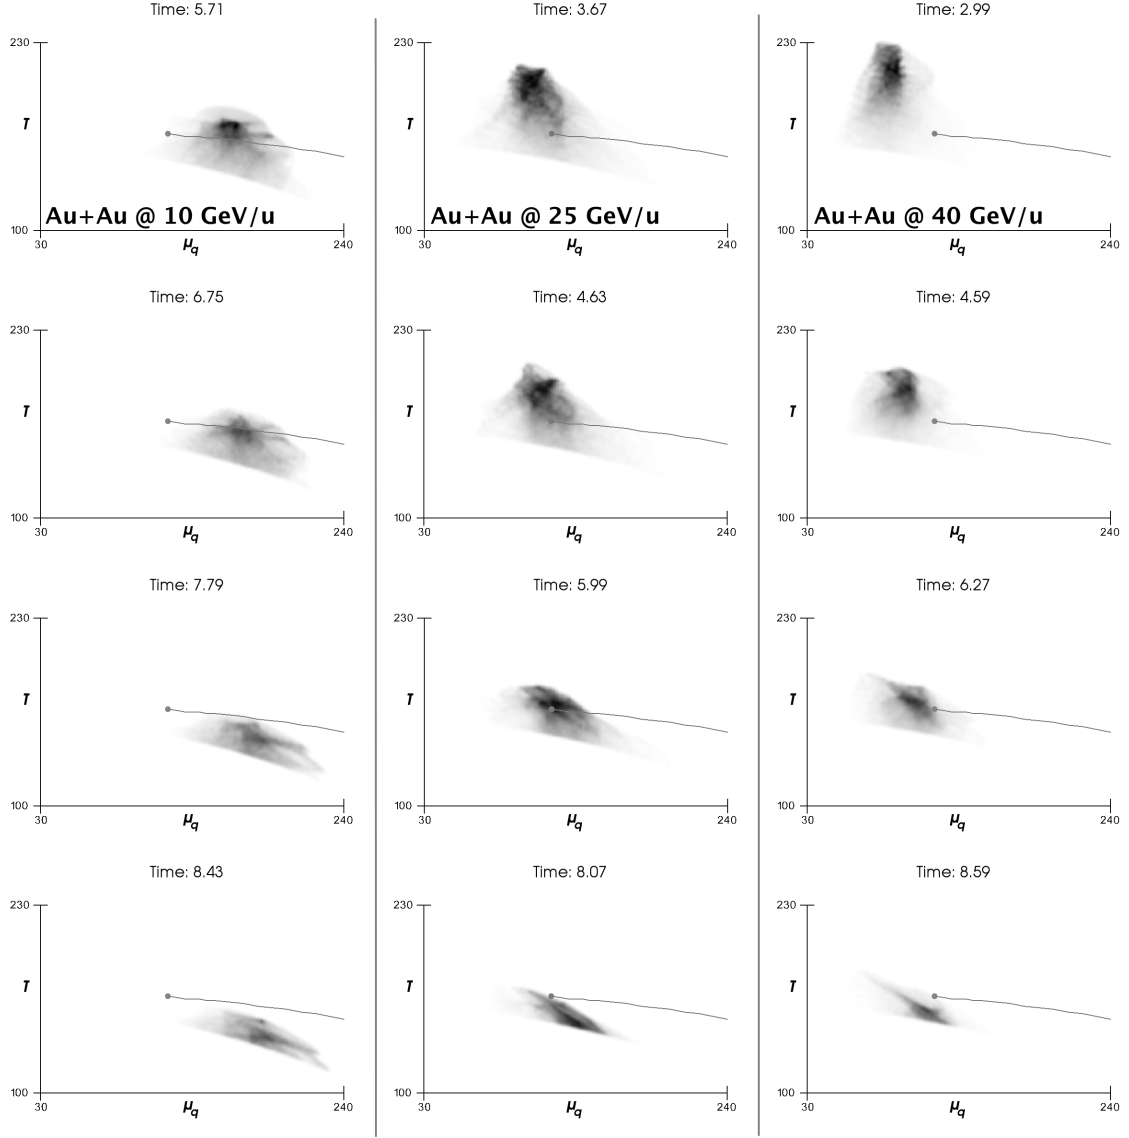 Time: 5.71
230
T
Au+Au @ 10 GeV/u
100
30
μq
240
Time: 3.67
230
T
Au+Au @ 25 GeV/u
100
30
μq
240
Time: 2.99
230
T
Au+Au @ 40 GeV/u
100
30
μq
240
Time: 6.75
230
T
100
30
μq
240
Time: 4.63
230
T
100
30
μq
240
Time: 4.59
230
T
100
30
μq
240
Time: 7.79
230
T
100
30
μq
240
Time: 5.99
230
T
100
30
μq
240
Time: 6.27
230
T
100
30
μq
240
Time: 8.43
230
T
100
30
μq
240
Time: 8.07
230
T
100
30
μq
240
Time: 8.59
230
T
100
30
μq
240